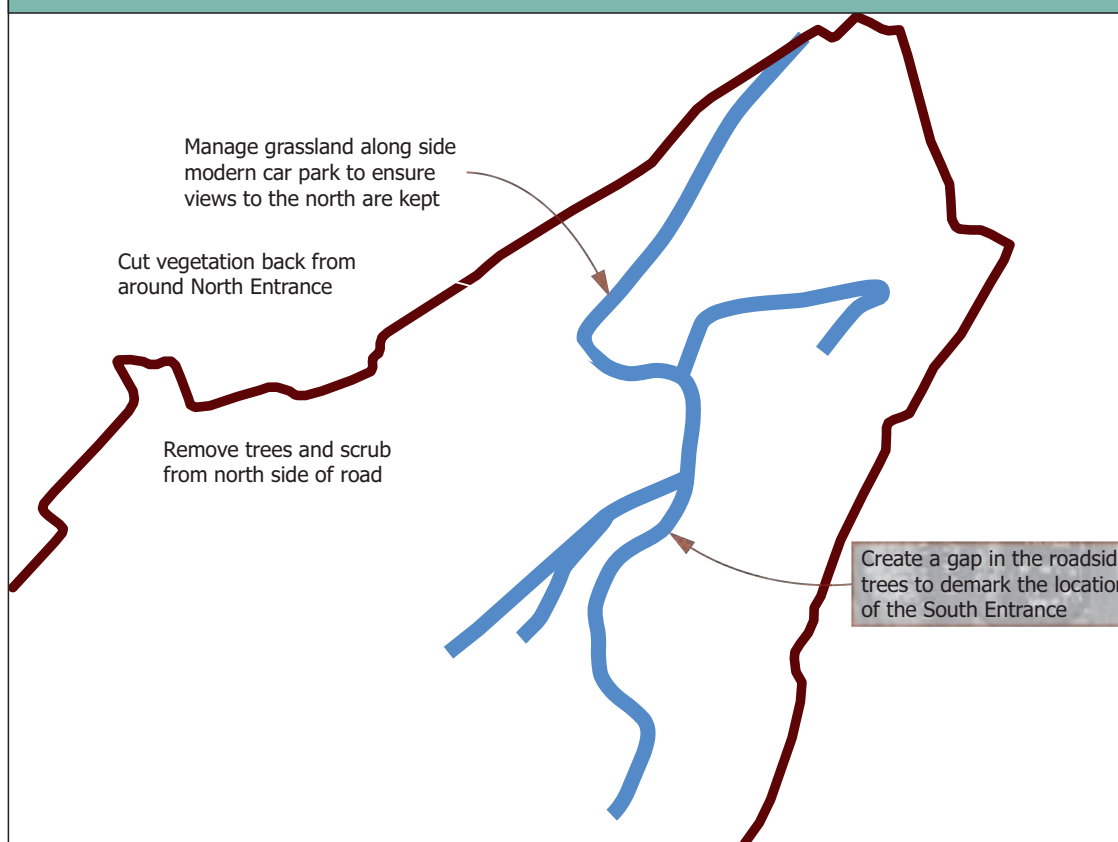 Manage grassland along side
modern car park to ensure
views to the north are kept
Cut vegetation back from
around North Entrance
Remove trees and scrub
from north side of road
Create a gap in the roadsid
trees to demark the location
of the South Entrance